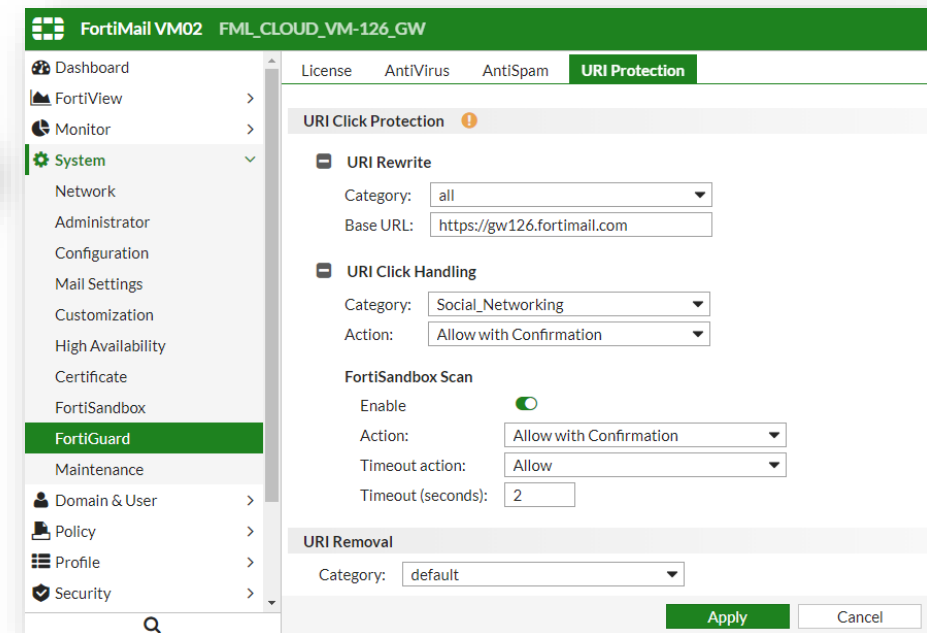 FortiMail VM02 FML_CLOUD_VM-126_GW
Dashboard
FortiView
Monitor
System
Network
Administrator
Configuration
Mail Settings
Customization
High Availability
Certificate
FortiSandbox
FortiGuard
Maintenance
Domain & User
Policy
Profile
Security
License AntiVirus AntiSpam URI Protection
URI Click Protection
URI Rewrite
Category: all
Base URL: https://gw126.fortimail.com
URI Click Handling
Category: Social_Networking
Action: Allow with Confirmation
FortiSandbox Scan
Enable
Action: Allow with Confirmation
Timeout action: Allow
Timeout (seconds): 2
URI Removal
Category: default
Apply Cancel